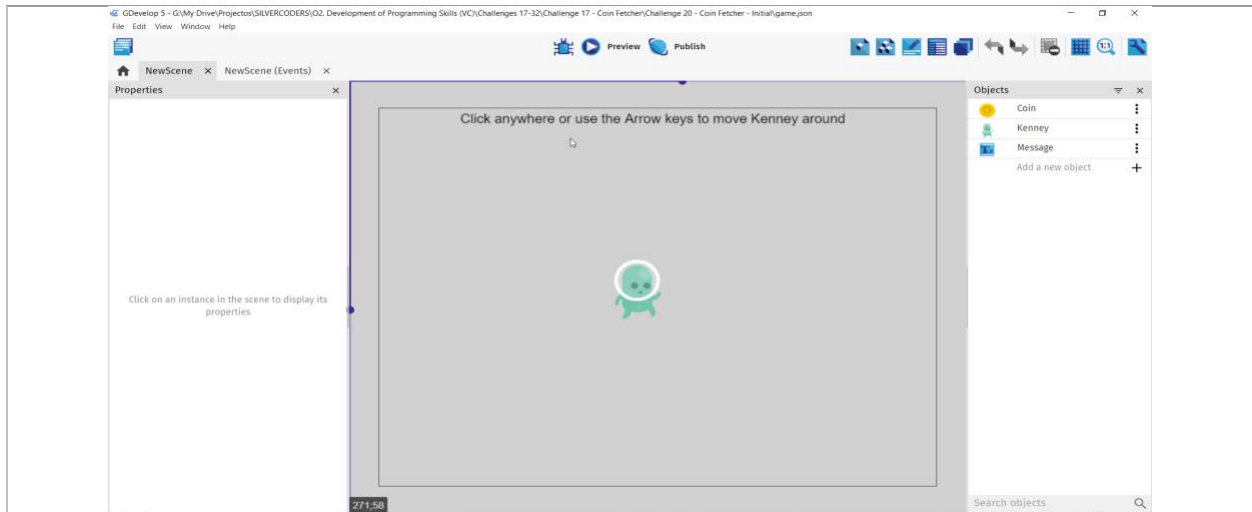 GDevelop 5 - G:\My Drive\Projectos\SILVERCODERS\O2. Development of Programming Skills (VC)\Challenges 17-32\Challenge 17 - Coin Fetcher\Challenge 20 - Coin Fetcher - Initial\game.json
File Edit View Window Help
Preview Publish
1:1
NewScene NewScene (Events)
Properties
Objects
Click anywhere or use the Arrow keys to move Kenney around
Coin
Kenney
Message
Add a new object
Click on an instance in the scene to display its
properties
271,58
Search objects